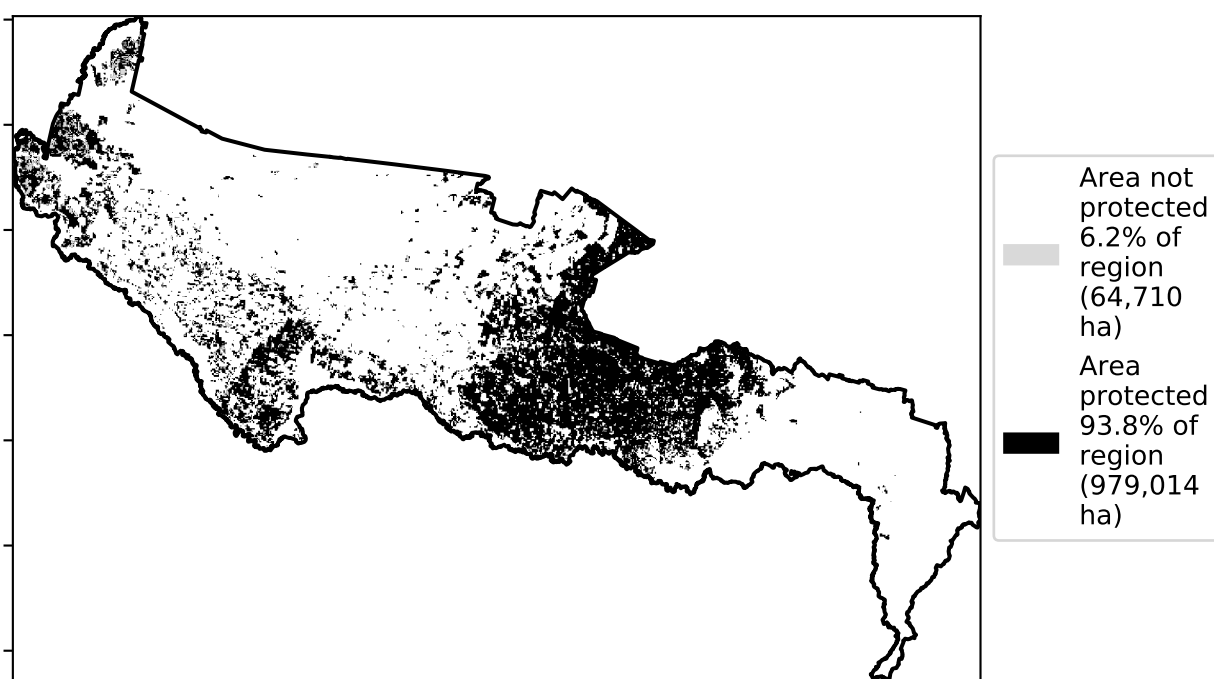 Area not
protected
6.2% of
region
(64,710
ha)
Area
protected
93.8% of
region
(979,014
ha)